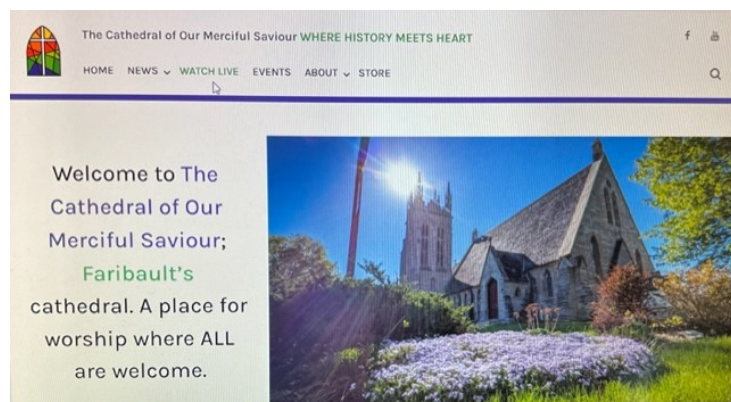 The Cathedral of Our Merciful Saviour WHERE HISTORY MEETS HEART
HOME NEWS WATCH LIVE EVENTS ABOUT STORE
Welcome to The
Cathedral of Our
Merciful Saviour;
Faribault's
cathedral. A place for
worship where ALL
are welcome.